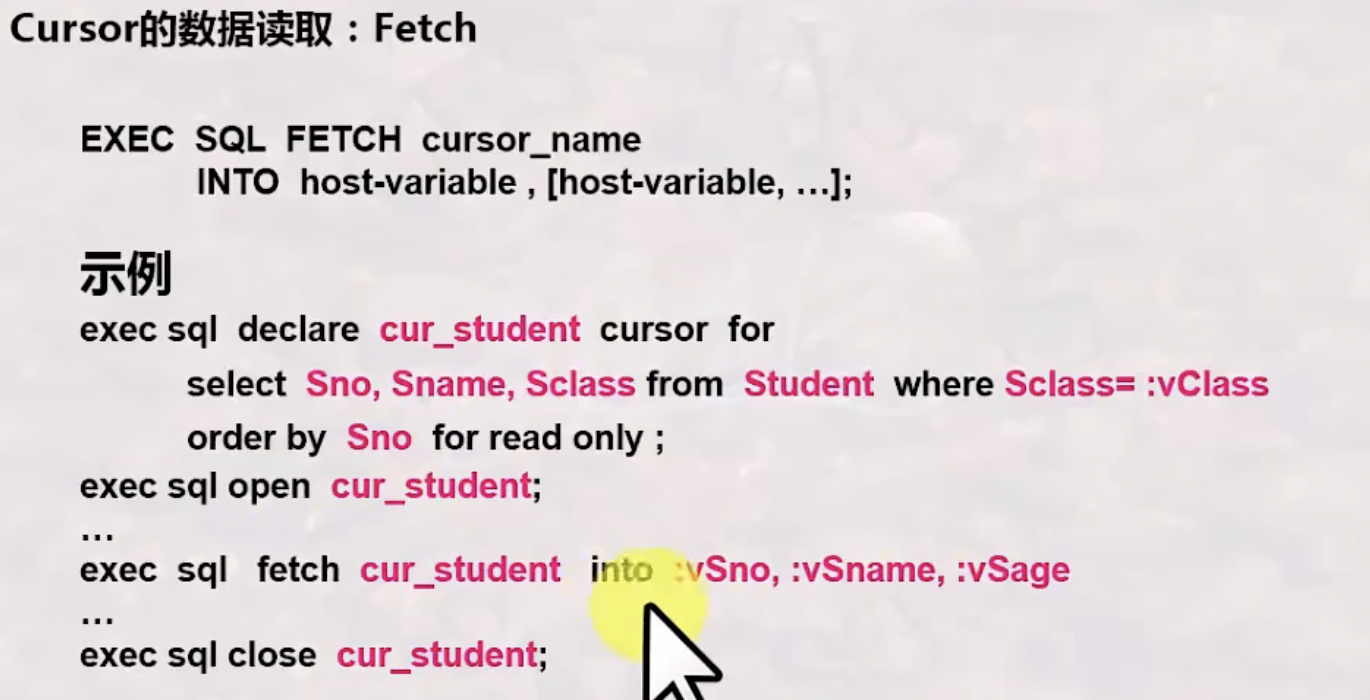 Cursor的数据读取：Fetch
EXEC SQL FETCH cursor_name
INTO host-variable , [host-variable, …];
示例
exec sql declare cur_student cursor for
select Sno, Sname, Sclass from Student where Sclass= :vClass
order by Sno for read only ;
exec sql open cur_student;
…
exec sql fetch cur_student into :vSno, :vSname, :vSage
…
exec sql close cur_student;